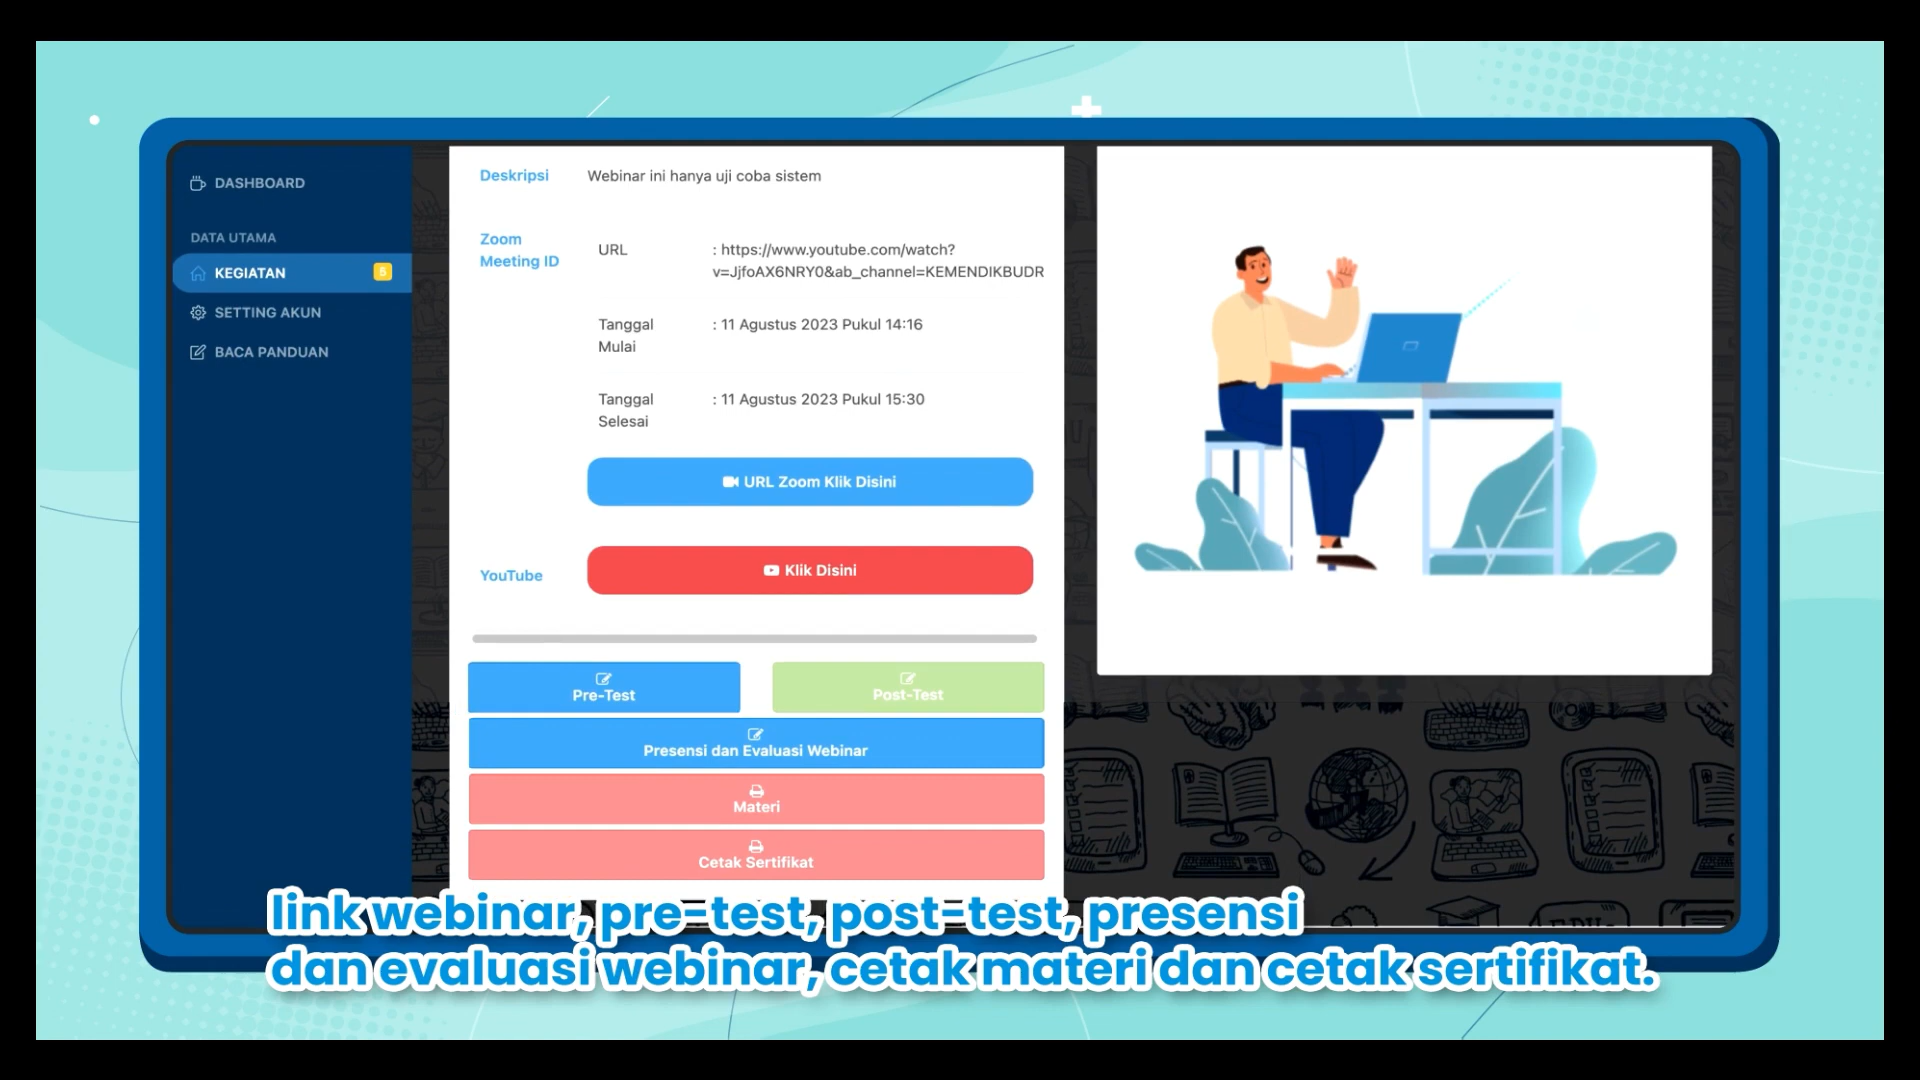 DASHBOARD
DATA UTAMA
KEGIATAN 6
SETTING AKUN
BACA PANDUAN
Deskripsi Webinar ini hanya uji coba sistem
Zoom
Meeting ID
URL : https://www.youtube.com/watch?
v=JjfoAX6NRY0&ab_channel=KEMENDIKBUDR
Tanggal
Mulai
: 11 Agustus 2023 Pukul 14:16
Tanggal
Selesai
: 11 Agustus 2023 Pukul 15:30
URL Zoom Klik Disini
YouTube Klik Disini
Pre-Test
Post-Test
Presensi dan Evaluasi Webinar
Materi
Cetak Sertifikat
link webinar, pre-test, post-test, presensi
dan evaluasi webinar, cetak materi dan cetak sertifikat.